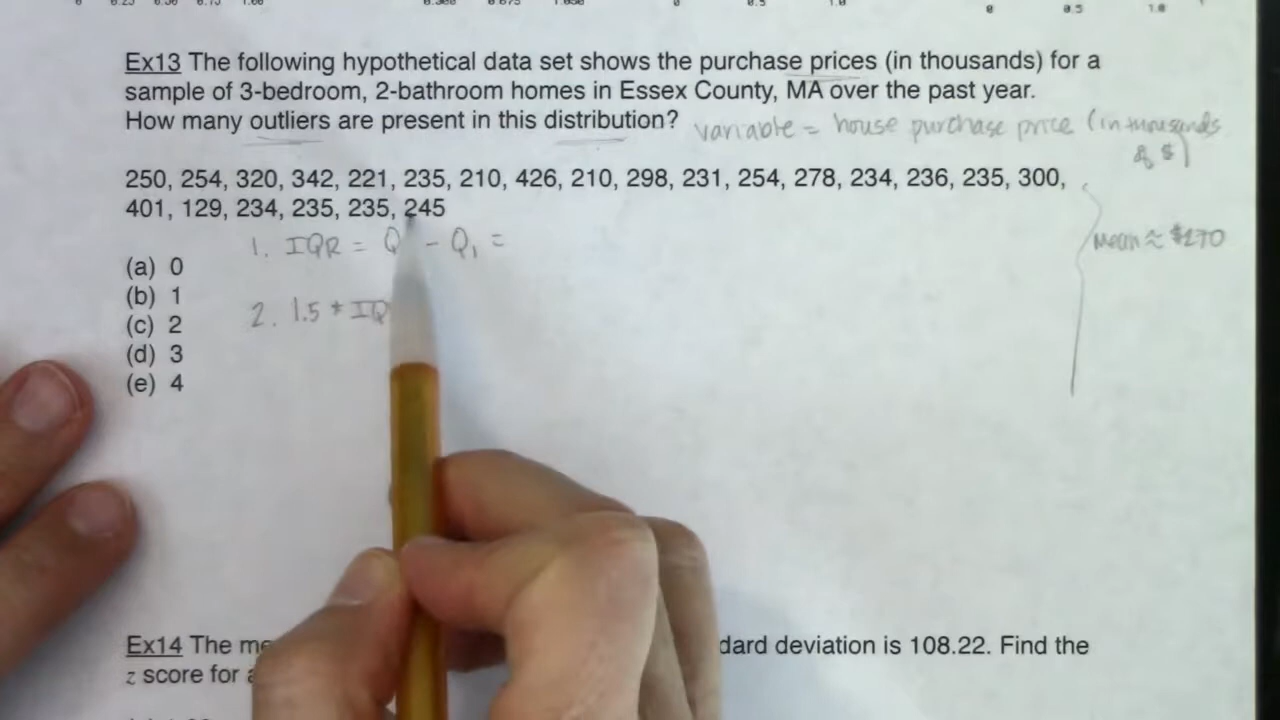 Ex13 The following hypothetical data set shows the purchase prices (in thousands) for a
sample of 3-bedroom, 2-bathroom homes in Essex County, MA over the past year.
How many outliers are present in this distribution? variable = house purchase price (in thousands
of $)
250, 254, 320, 342, 221, 235, 210, 426, 210, 298, 231, 254, 278, 234, 236, 235, 300,
401, 129, 234, 235, 235, 245
Mean ≈ $270
1. IQR = Q - Q1 =
(a) 0
(b) 1
2. 1.5 * IQ
(c) 2
(d) 3
(e) 4
Ex14 The dard deviation is 108.22. Find the
z score for